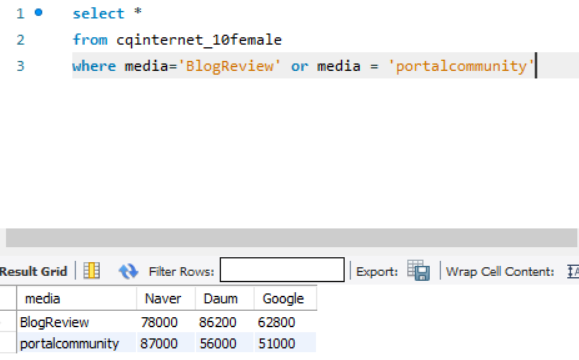 1 select *
2 from cqinternet_10female
3 where media='BlogReview' or media = 'portalcommunity'
Result Grid Filter Rows: Export: Wrap Cell Content:
media Naver Daum Google
BlogReview 78000 86200 62800
portalcommunity 87000 56000 51000